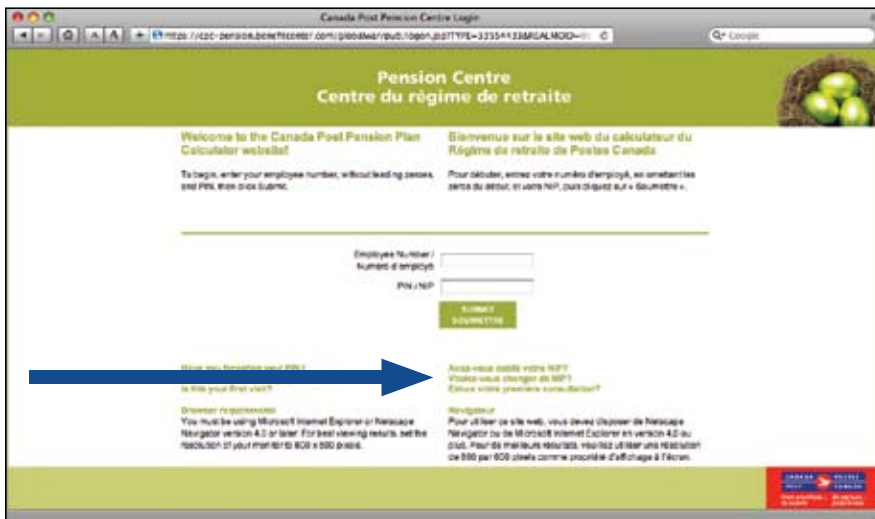 Canada Post Pension Centre Login
Google
Pension Centre
Centre du règime de retraite
Welcome to the Canada Post Pension Plan
Calculator website!
To begin, enter your employee number, without leading zeroes,
and PIN, then click Submit.
Bienvenue sur le site web du calculateur du
Régime de retraite de Postes Canada
Pour débuter, entrez votre numéro d'employé, en omettant les
zéros du début, et votre NIP, puis cliquez sur « Soumettre ».
Employee Number /
Numéro d'employé
PIN / NIP
SUBMIT
SOUMETTRE
Have you forgotten your PIN?
Is this your first visit?
Avez-vous oublié votre NIP?
Voulez-vous changer de NIP?
Est-ce votre première consultation?
Browser requirements
You must be using Microsoft Internet Explorer or Netscape
Navigator version 4.0 or later. For best viewing results, set the
resolution of your monitor to 800 x 600 pixels.
Navigateur
Pour utiliser ce site web, vous devez disposer de Netscape
Navigator ou de Microsoft Internet Explorer en version 4.0 ou
plus. Pour de meilleurs résultats, veuillez utiliser une résolution
de 800 par 600 pixels comme propriété d'affichage à l'écran.
CANADA POST
POSTES CANADA